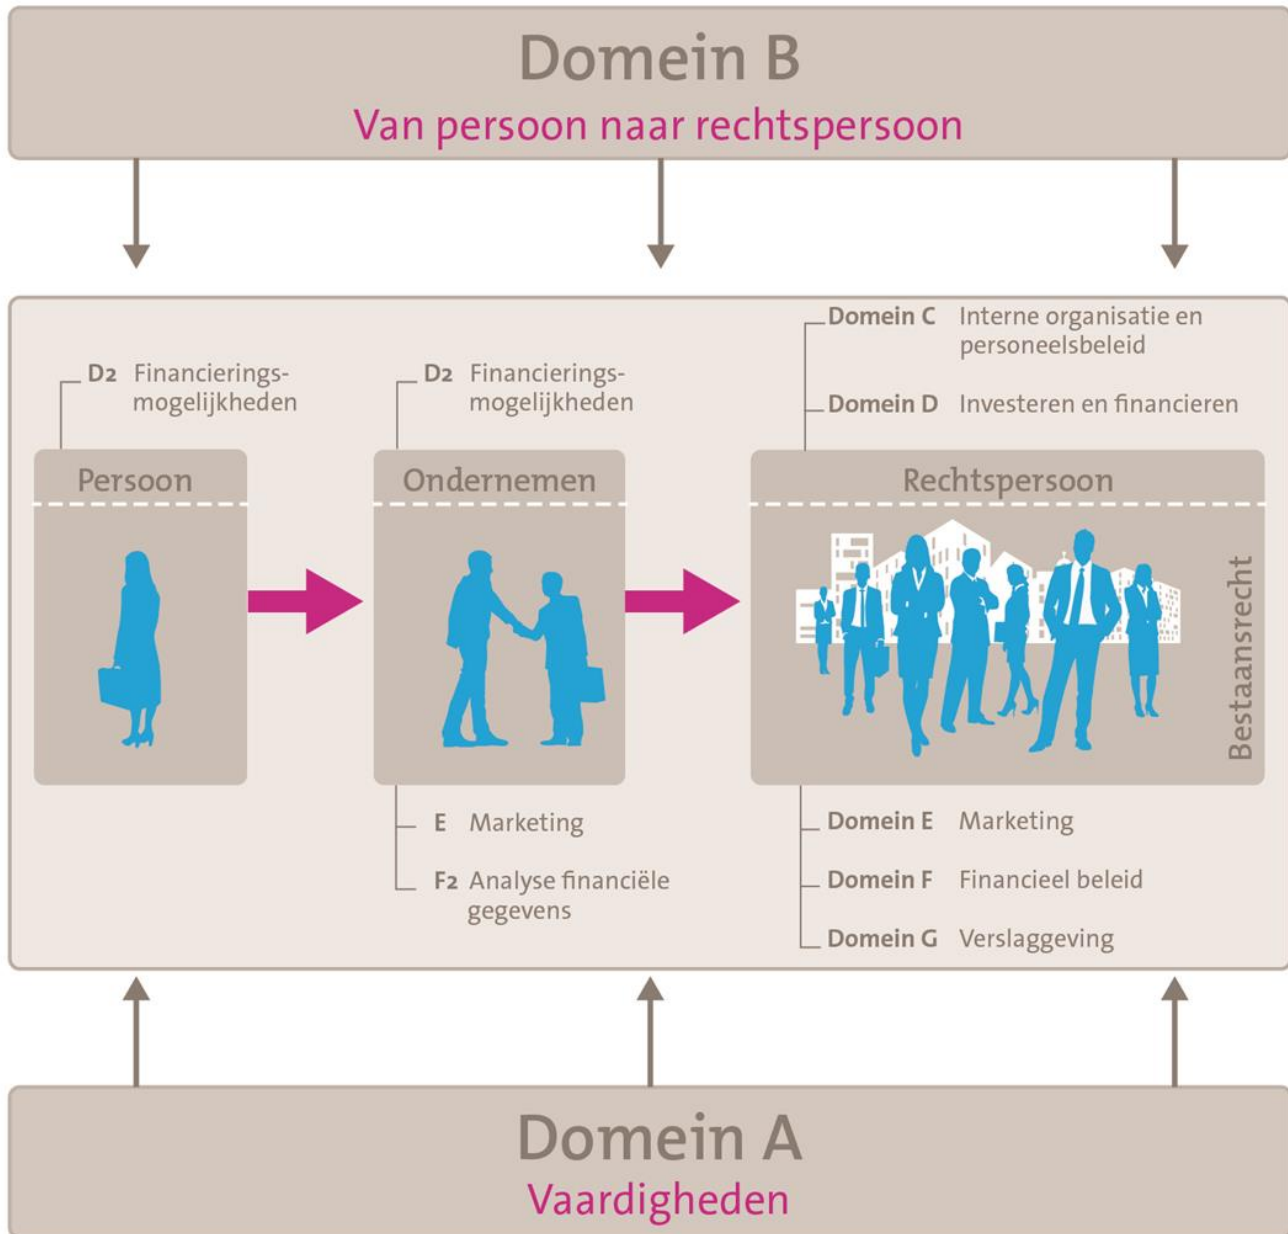 Domein B
Van persoon naar rechtspersoon
D2 Financierings-
mogelijkheden
Persoon
D2 Financierings-
mogelijkheden
Ondernemen
E Marketing
F2 Analyse financiële
gegevens
Domein C Interne organisatie en
personeelsbeleid
Domein D Investeren en financieren
Rechtspersoon
Bestaansrecht
Domein E Marketing
Domein F Financieel beleid
Domein G Verslaggeving
Domein A
Vaardigheden